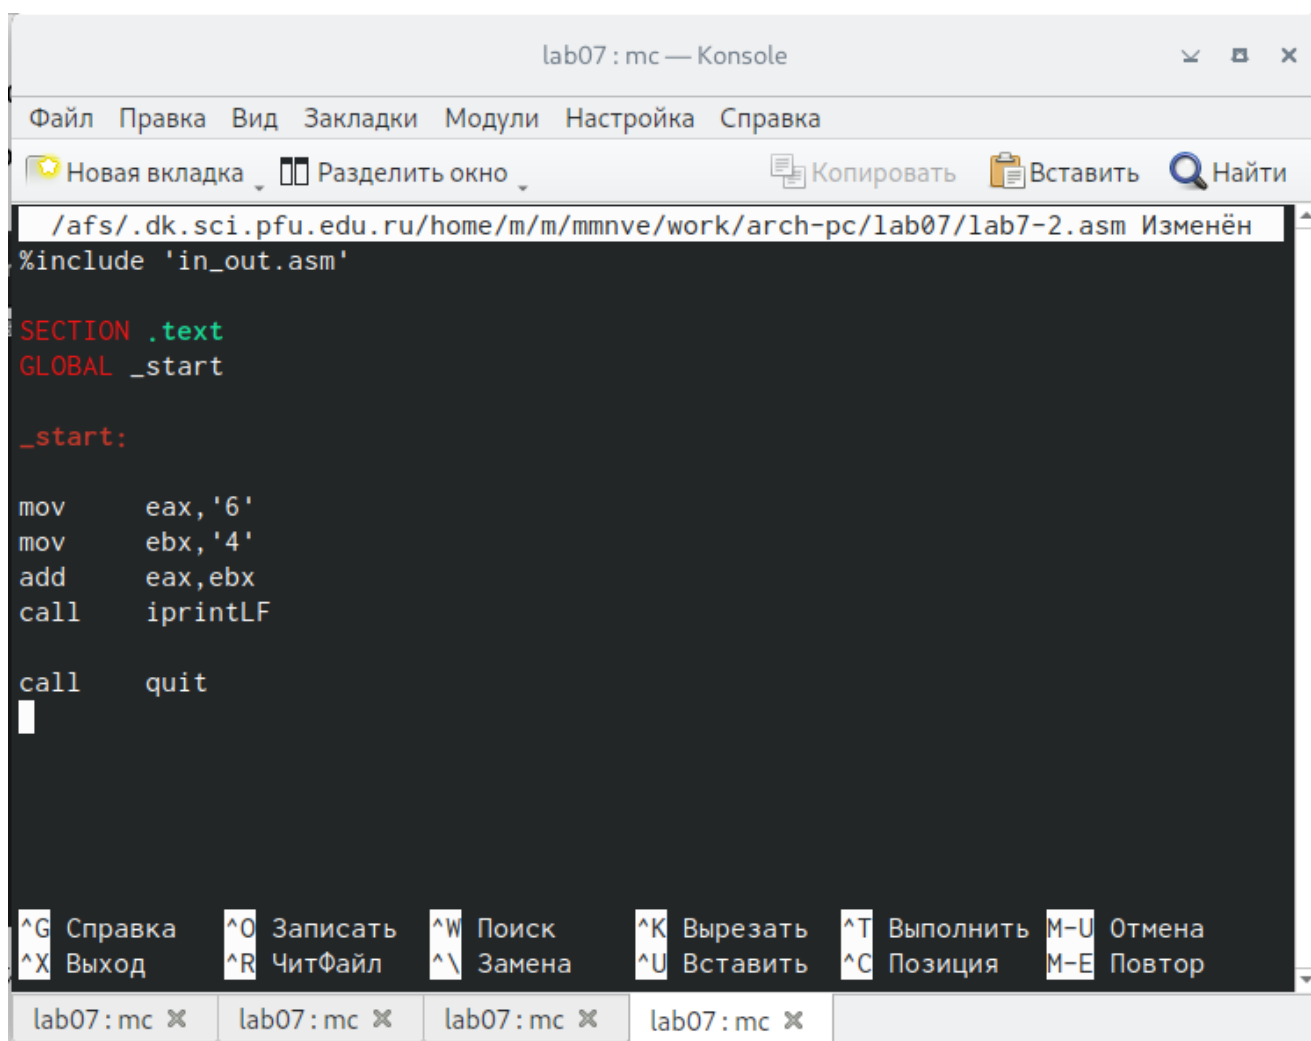 lab07 : mc — Konsole
Файл Правка Вид Закладки Модули Настройка Справка
Новая вкладка Разделить окно Копировать Вставить Найти
/afs/.dk.sci.pfu.edu.ru/home/m/m/mmnve/work/arch-pc/lab07/lab7-2.asm Изменён
%include 'in_out.asm'
SECTION .text
GLOBAL _start
_start:
mov eax,'6'
mov ebx,'4'
add eax,ebx
call iprintLF
call quit
^G Справка ^O Записать ^W Поиск ^K Вырезать ^T Выполнить M-U Отмена
^X Выход ^R ЧитФайл ^\ Замена ^U Вставить ^C Позиция M-E Повтор
lab07 : mc lab07 : mc lab07 : mc lab07 : mc